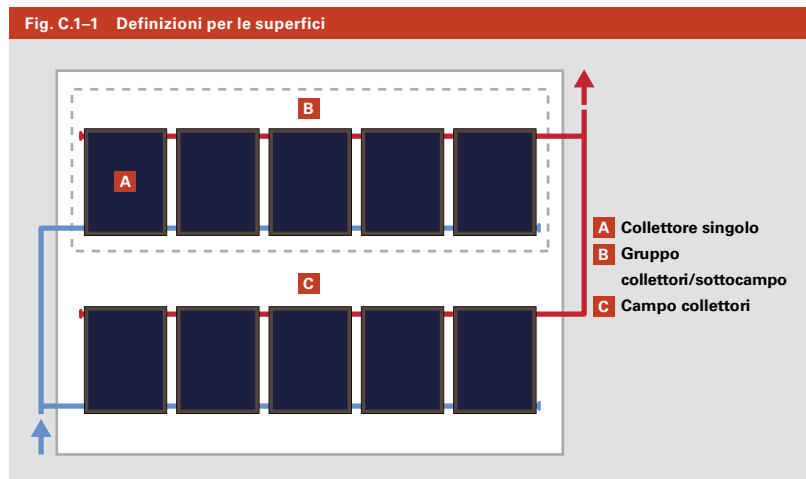 Fig. C.1–1 Definizioni per le superfici
B
A
C
A Collettore singolo
B Gruppo
collettori/sottocampo
C Campo collettori